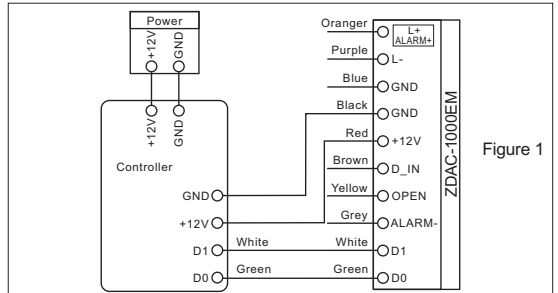 Power
+12V
GND
+12V
GND
Controller
GND
+12V
D1
D0
White
Green
Oranger
Purple
Blue
Black
Red
Brown
Yellow
Grey
White
Green
L+
ALARM+
L-
GND
GND
+12V
D_IN
OPEN
ALARM-
D1
D0
ZDAC-1000EM
Figure 1